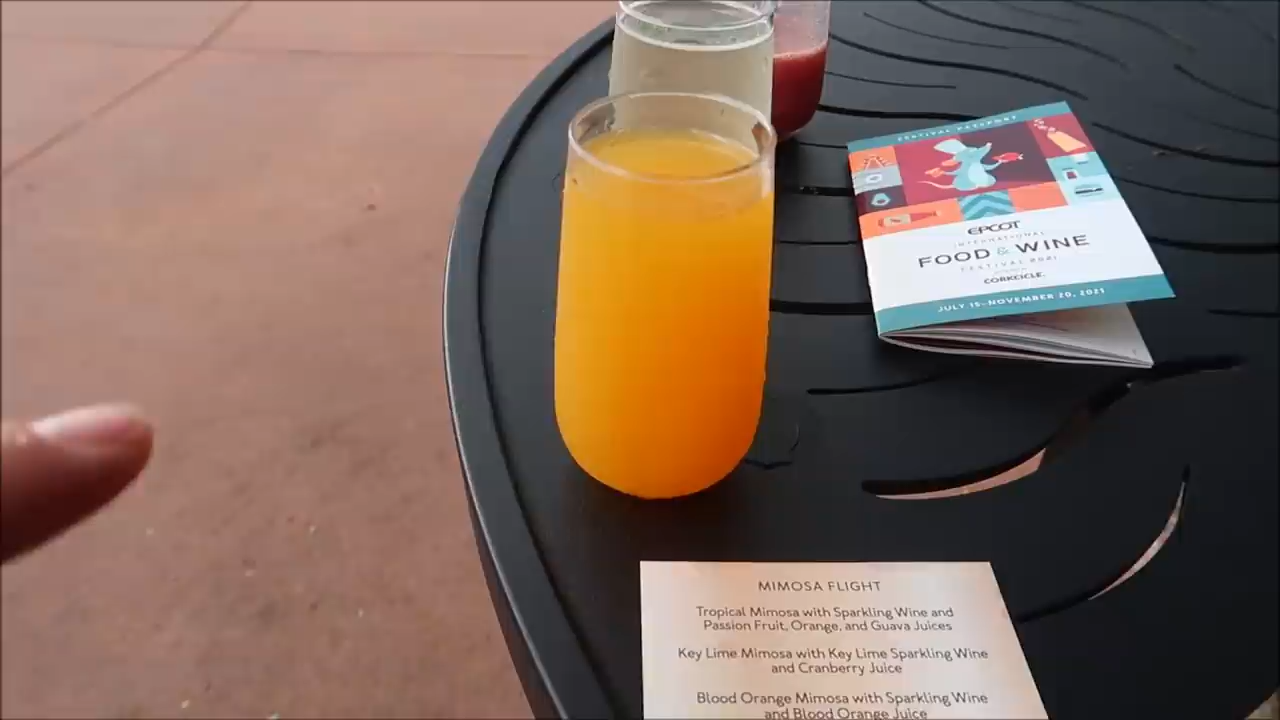 FESTIVAL PASSPORT
EPCOT
INTERNATIONAL
FOOD & WINE
FESTIVAL 2021
CORKCICLE.
JULY 15-NOVEMBER 20, 2021
MIMOSA FLIGHT
Tropical Mimosa with Sparkling Wine and
Passion Fruit, Orange, and Guava Juices
Key Lime Mimosa with Key Lime Sparkling Wine
and Cranberry Juice
Blood Orange Mimosa with Sparkling Wine
and Blood Orange Juice